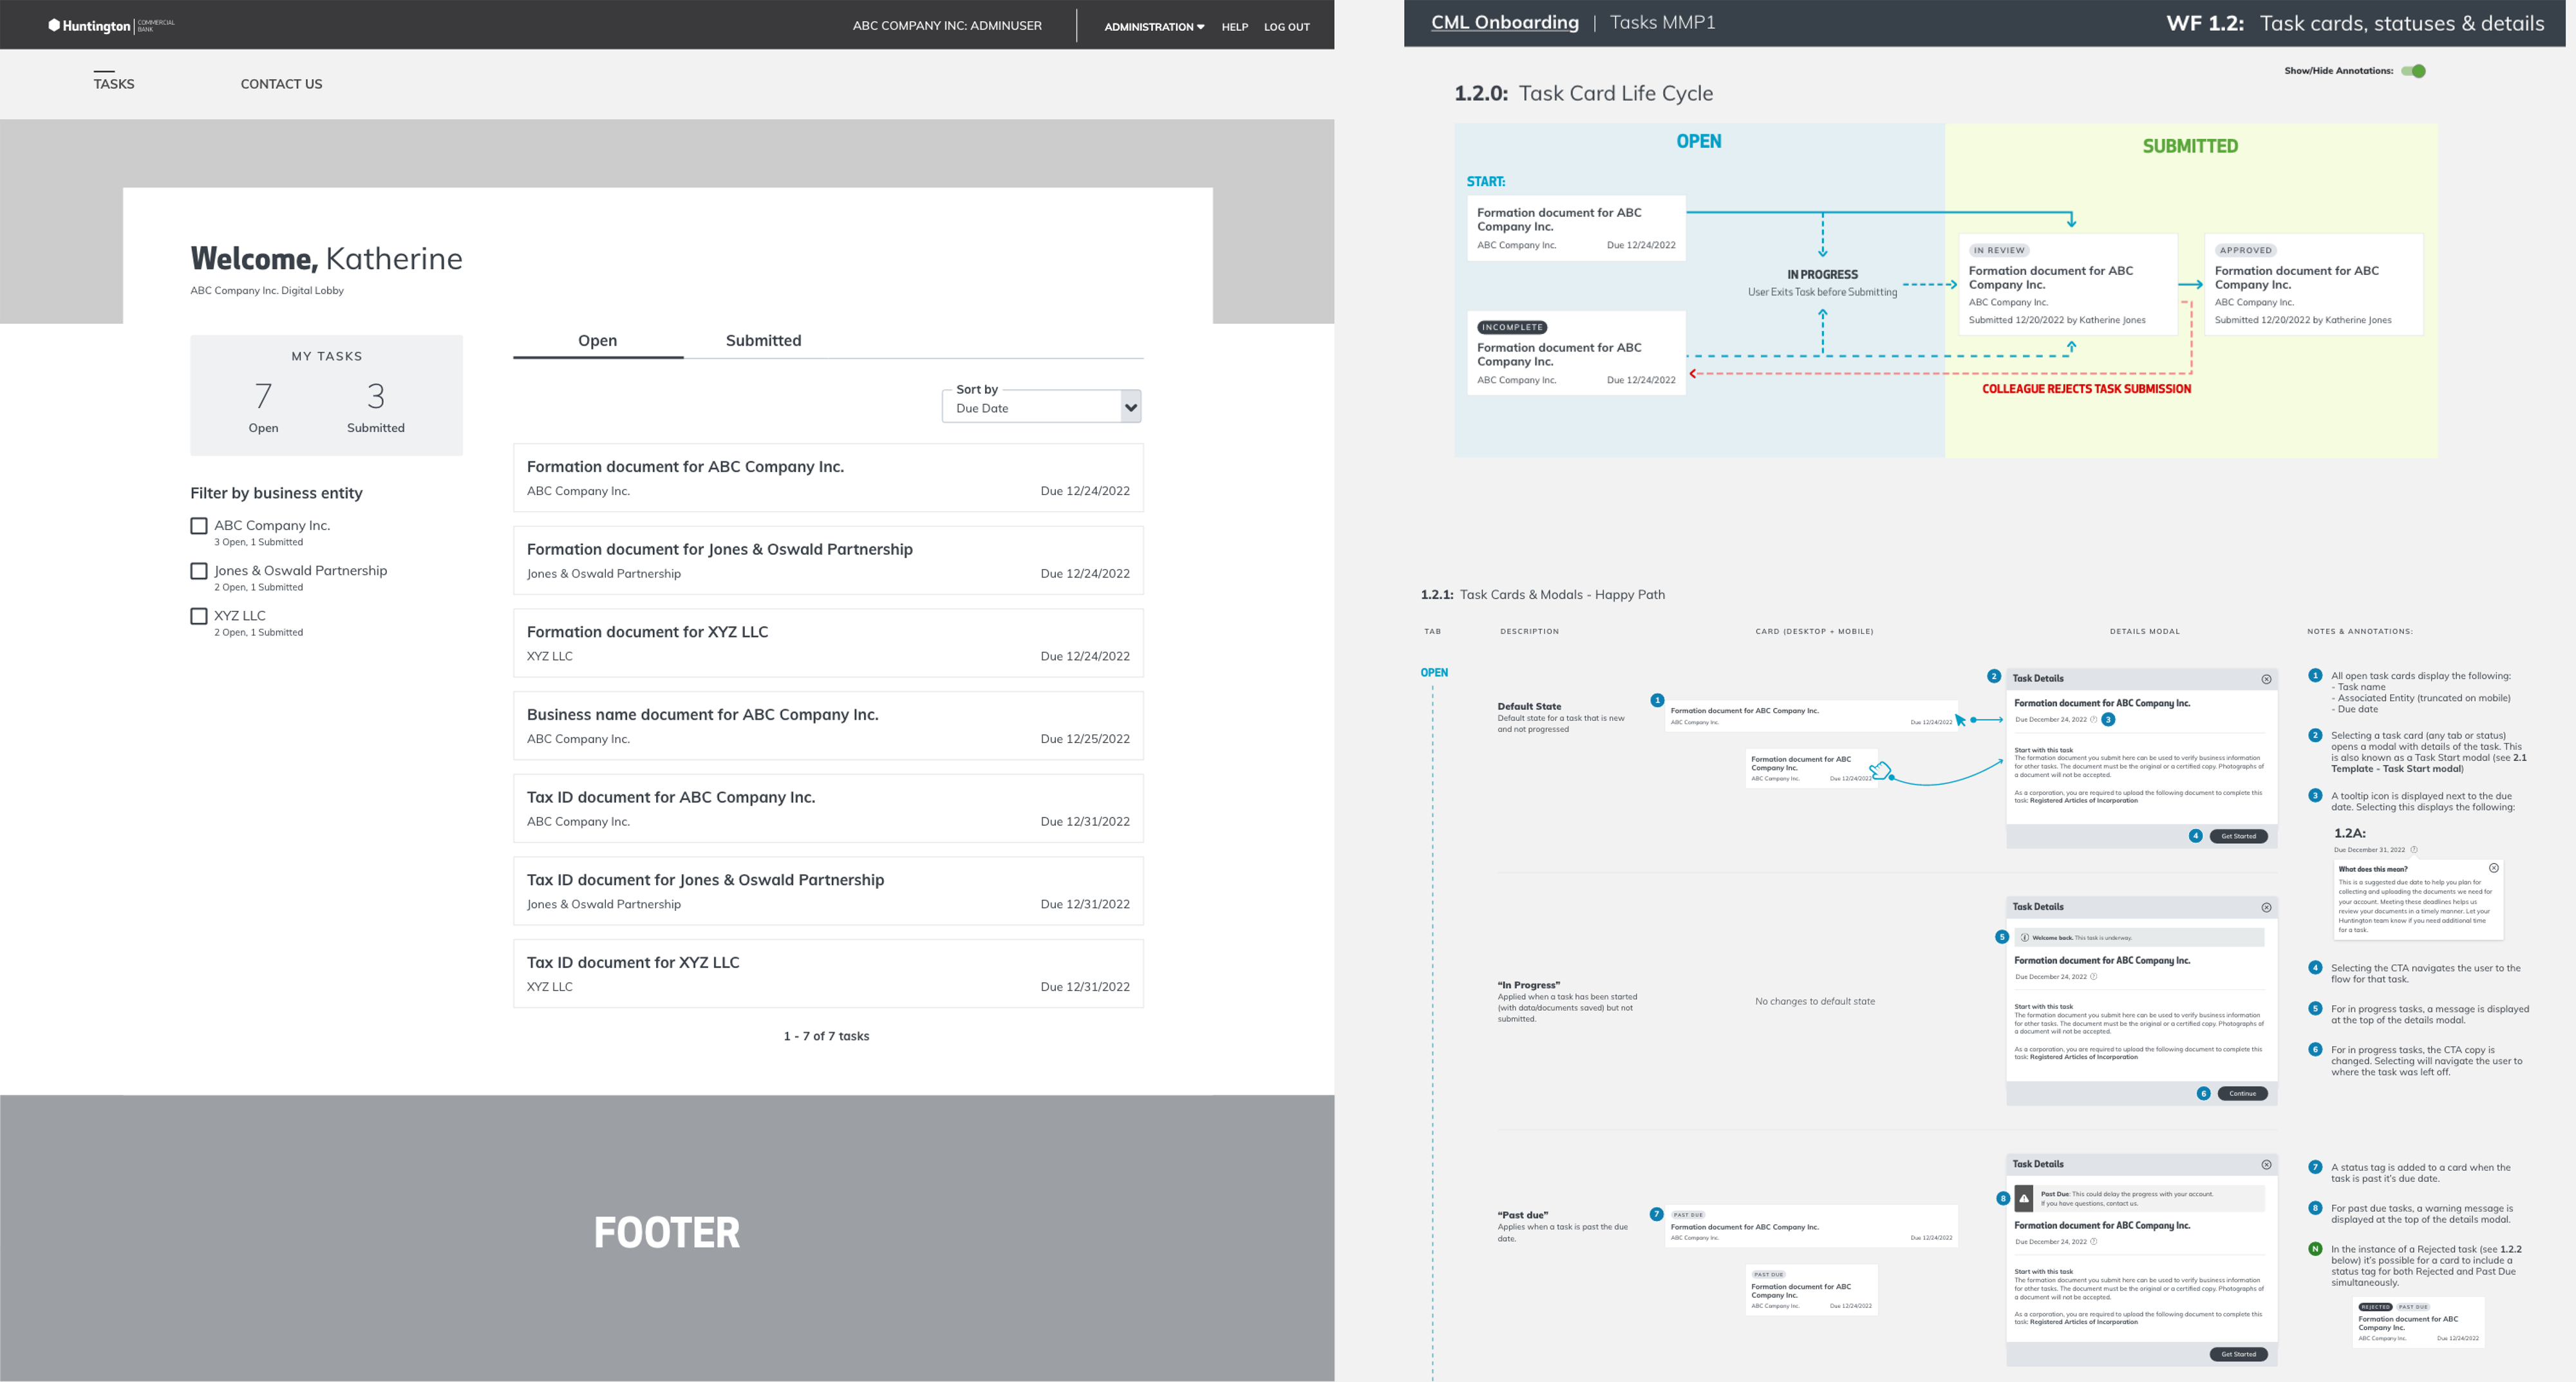 Huntington
COMMERCIAL
BANK
ABC COMPANY INC: ADMINUSER
ADMINISTRATION
HELP
LOG OUT
TASKS
CONTACT US
Welcome, Katherine
ABC Company Inc. Digital Lobby
MY TASKS
7
3
Open
Submitted
Filter by business entity
ABC Company Inc.
3 Open, 1 Submitted
Jones & Oswald Partnership
2 Open, 1 Submitted
XYZ LLC
2 Open, 1 Submitted
Open
Submitted
Sort by
Due Date
Formation document for ABC Company Inc.
ABC Company Inc.
Due 12/24/2022
Formation document for Jones & Oswald Partnership
Jones & Oswald Partnership
Due 12/24/2022
Formation document for XYZ LLC
XYZ LLC
Due 12/24/2022
Business name document for ABC Company Inc.
ABC Company Inc.
Due 12/25/2022
Tax ID document for ABC Company Inc.
ABC Company Inc.
Due 12/31/2022
Tax ID document for Jones & Oswald Partnership
Jones & Oswald Partnership
Due 12/31/2022
Tax ID document for XYZ LLC
XYZ LLC
Due 12/31/2022
1 - 7 of 7 tasks
FOOTER
CML Onboarding | Tasks MMP1
WF 1.2: Task cards, statuses & details
Show/Hide Annotations:
1.2.0: Task Card Life Cycle
OPEN
SUBMITTED
START:
Formation document for ABC
Company Inc.
ABC Company Inc.
Due 12/24/2022
INCOMPLETE
Formation document for ABC
Company Inc.
ABC Company Inc.
Due 12/24/2022
IN PROGRESS
User Exits Task before Submitting
IN REVIEW
Formation document for ABC
Company Inc.
ABC Company Inc.
Submitted 12/20/2022 by Katherine Jones
APPROVED
Formation document for ABC
Company Inc.
ABC Company Inc.
Submitted 12/20/2022 by Katherine Jones
COLLEAGUE REJECTS TASK SUBMISSION
1.2.1: Task Cards & Modals - Happy Path
TAB
DESCRIPTION
CARD (DESKTOP + MOBILE)
DETAILS MODAL
NOTES & ANNOTATIONS:
OPEN
Default State
Default state for a task that is new
and not progressed
1
Formation document for ABC Company Inc.
ABC Company Inc.
Due 12/24/2022
Formation document for ABC
Company Inc.
ABC Company Inc.
Due 12/24/2022
2
Task Details
Formation document for ABC Company Inc.
Due December 24, 2022
3
Start with this task
The formation document you submit here can be used to verify business information
for other tasks. The document must be the original or a certified copy. Photographs of
a document will not be accepted.
As a corporation, you are required to upload the following document to complete this
task: Registered Articles of Incorporation
4
Get Started
"In Progress"
Applied when a task has been started
(with data/documents saved) but not
submitted.
No changes to default state
Task Details
5
Welcome back. This task is underway.
Formation document for ABC Company Inc.
Due December 24, 2022
Start with this task
The formation document you submit here can be used to verify business information
for other tasks. The document must be the original or a certified copy. Photographs of
a document will not be accepted.
As a corporation, you are required to upload the following document to complete this
task: Registered Articles of Incorporation
6
Continue
"Past due"
Applies when a task is past the due
date.
7
PAST DUE
Formation document for ABC Company Inc.
ABC Company Inc.
Due 12/24/2022
PAST DUE
Formation document for ABC
Company Inc.
ABC Company Inc.
Due 12/24/2022
Task Details
8
Past Due: This could delay the progress with your account.
If you have questions, contact us.
Formation document for ABC Company Inc.
Due December 24, 2022
Start with this task
The formation document you submit here can be used to verify business information
for other tasks. The document must be the original or a certified copy. Photographs of
a document will not be accepted.
As a corporation, you are required to upload the following document to complete this
task: Registered Articles of Incorporation
Get Started
1
All open task cards display the following:
- Task name
- Associated Entity (truncated on mobile)
- Due date
2
Selecting a task card (any tab or status)
opens a modal with details of the task. This
is also known as a Task Start modal (see 2.1
Template - Task Start modal)
3
A tooltip icon is displayed next to the due
date. Selecting this displays the following:
1.2A:
Due December 31, 2022
What does this mean?
This is a suggested due date to help you plan for
collecting and uploading the documents we need for
your account. Meeting these deadlines helps us
review your documents in a timely manner. Let your
Huntington team know if you need additional time
for a task.
4
Selecting the CTA navigates the user to the
flow for that task.
5
For in progress tasks, a message is displayed
at the top of the details modal.
6
For in progress tasks, the CTA copy is
changed. Selecting will navigate the user to
where the task was left off.
7
A status tag is added to a card when the
task is past it's due date.
8
For past due tasks, a warning message is
displayed at the top of the details modal.
N
In the instance of a Rejected task (see 1.2.2
below) it's possible for a card to include a
status tag for both Rejected and Past Due
simultaneously.
REJECTED
PAST DUE
Formation document for ABC
Company Inc.
ABC Company Inc.
Due 12/24/2022